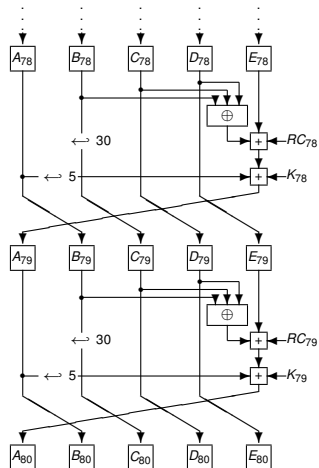 A78 B78 C78 D78 E78
⊕
↩ 30
+ RC78
↩ 5 + K78
A79 B79 C79 D79 E79
⊕
↩ 30
+ RC79
↩ 5 + K79
A80 B80 C80 D80 E80